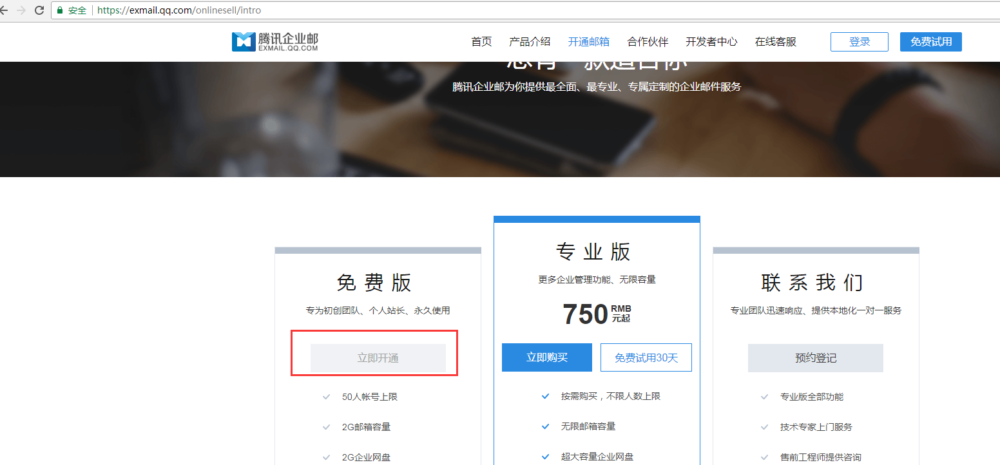 安全 https://exmail.qq.com/onlinesell/intro
腾讯企业邮
EXMAIL.QQ.COM
首页 产品介绍 开通邮箱 合作伙伴 开发者中心 在线客服 登录 免费试用
腾讯企业邮为你提供最全面、最专业、专属定制的企业邮件服务
免费版
专为初创团队、个人站长、永久使用
立即开通
50人帐号上限
2G邮箱容量
2G企业网盘
专业版
更多企业管理功能、无限容量
750 RMB
元起
立即购买 免费试用30天
按需购买，不限人数上限
无限邮箱容量
超大容量企业网盘
联系我们
专业团队迅速响应、提供本地化一对一服务
预约登记
专业版全部功能
技术专家上门服务
售前工程师提供咨询